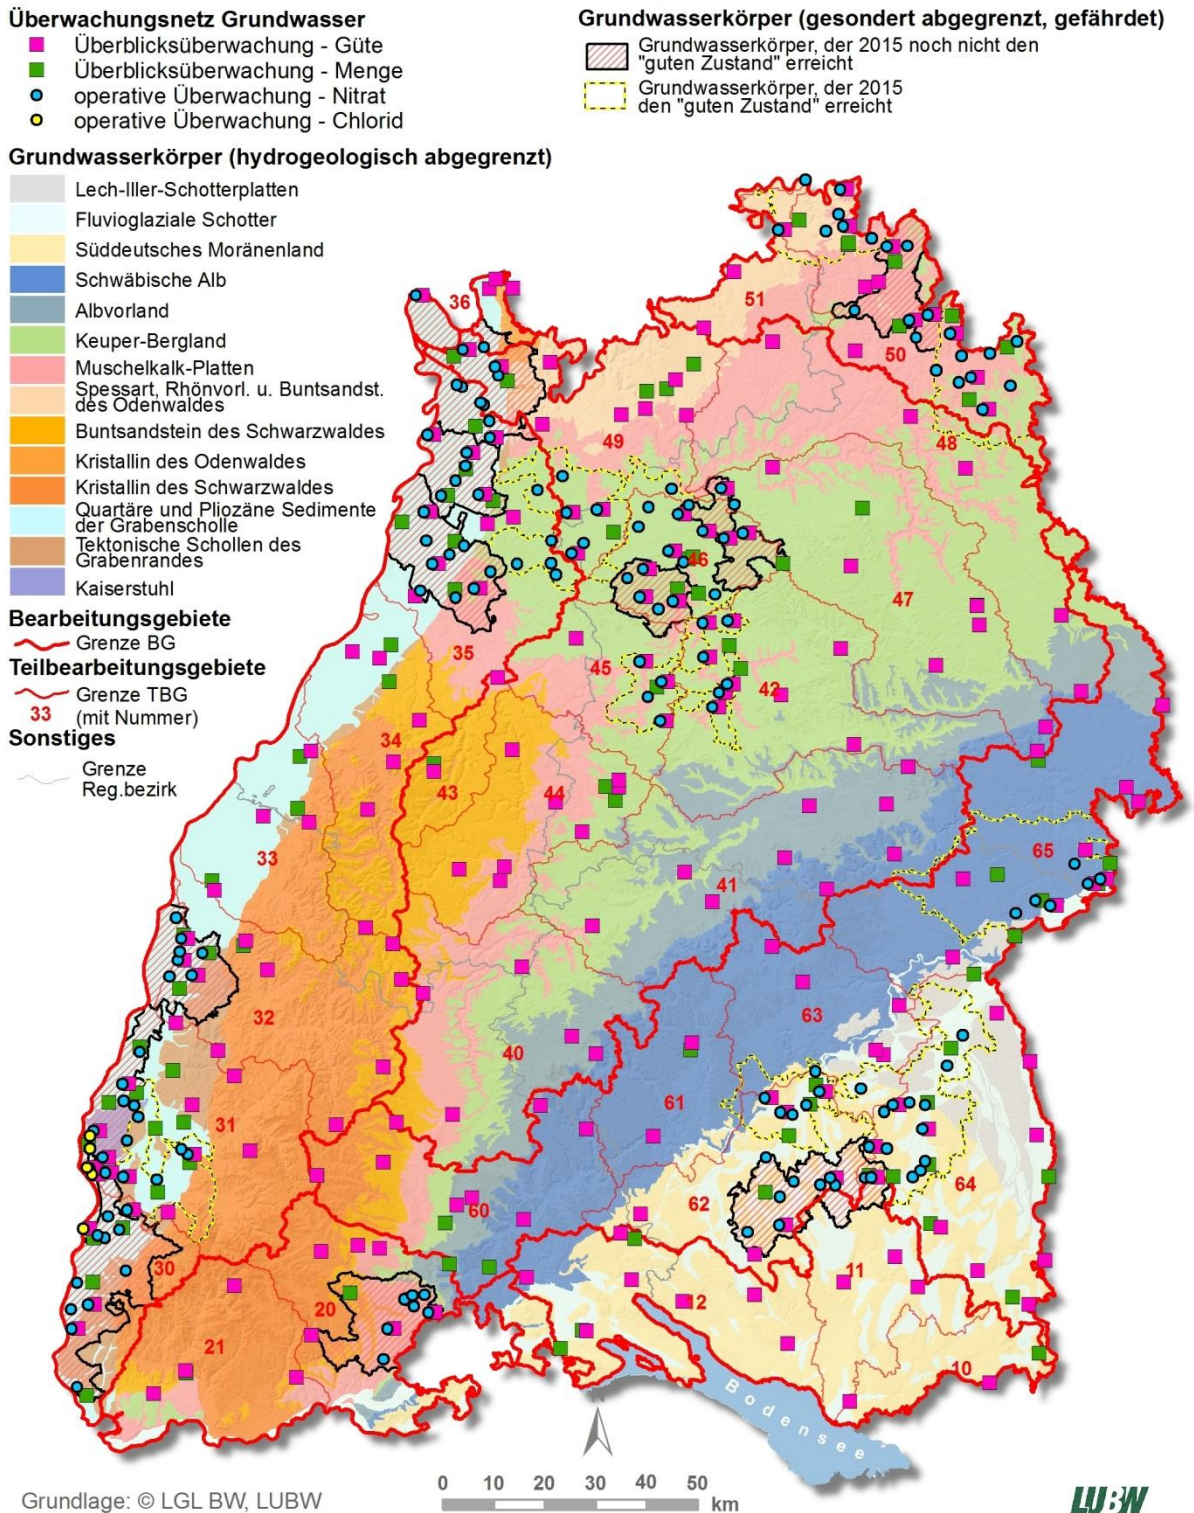 Überwachungsnetz Grundwasser
Überblicksüberwachung - Güte
Überblicksüberwachung - Menge
operative Überwachung - Nitrat
operative Überwachung - Chlorid
Grundwasserkörper (gesondert abgegrenzt, gefährdet)
Grundwasserkörper, der 2015 noch nicht den
"guten Zustand" erreicht
Grundwasserkörper, der 2015
den "guten Zustand" erreicht
Grundwasserkörper (hydrogeologisch abgegrenzt)
Lech-Iller-Schotterplatten
Fluvioglaziale Schotter
Süddeutsches Moränenland
Schwäbische Alb
Albvorland
Keuper-Bergland
Muschelkalk-Platten
Spessart, Rhönvorl. u. Buntsandst.
des Odenwaldes
Buntsandstein des Schwarzwaldes
Kristallin des Odenwaldes
Kristallin des Schwarzwaldes
Quartäre und Pliozäne Sedimente
der Grabenscholle
Tektonische Schollen des
Grabenrandes
Kaiserstuhl
Bearbeitungsgebiete
Grenze BG
Teilbearbeitungsgebiete
Grenze TBG
33 (mit Nummer)
Sonstiges
Grenze
Reg.bezirk
36
51
50
49
48
46
47
35
45
42
34
43
44
33
65
41
32
63
40
61
31
62
64
60
30
20
11
12
21
10
Bodensee
0 10 20 30 40 50
km
Grundlage: © LGL BW, LUBW
LUBW